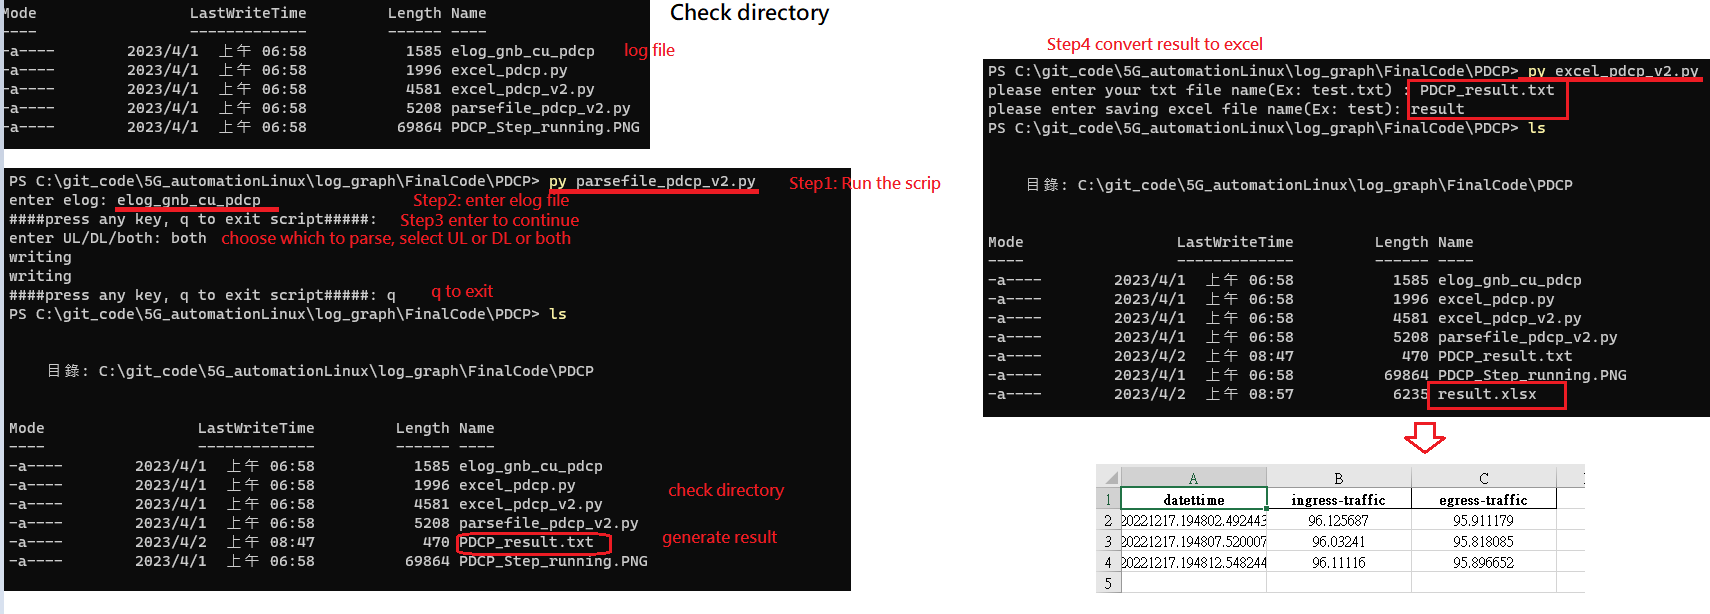 Check directory
Mode LastWriteTime Length Name
---- ------------- ------ ----
-a---- 2023/4/1 上午 06:58 1585 elog_gnb_cu_pdcp log file
-a---- 2023/4/1 上午 06:58 1996 excel_pdcp.py
-a---- 2023/4/1 上午 06:58 4581 excel_pdcp_v2.py
-a---- 2023/4/1 上午 06:58 5208 parsefile_pdcp_v2.py
-a---- 2023/4/1 上午 06:58 69864 PDCP_Step_running.PNG
PS C:\git_code\5G_automationLinux\log_graph\FinalCode\PDCP> py parsefile_pdcp_v2.py Step1: Run the scrip
enter elog: elog_gnb_cu_pdcp Step2: enter elog file
####press any key, q to exit script#####: Step3 enter to continue
enter UL/DL/both: both choose which to parse, select UL or DL or both
writing
writing
####press any key, q to exit script#####: q q to exit
PS C:\git_code\5G_automationLinux\log_graph\FinalCode\PDCP> ls
目錄: C:\git_code\5G_automationLinux\log_graph\FinalCode\PDCP
Mode LastWriteTime Length Name
---- ------------- ------ ----
-a---- 2023/4/1 上午 06:58 1585 elog_gnb_cu_pdcp
-a---- 2023/4/1 上午 06:58 1996 excel_pdcp.py check directory
-a---- 2023/4/1 上午 06:58 4581 excel_pdcp_v2.py
-a---- 2023/4/1 上午 06:58 5208 parsefile_pdcp_v2.py
-a---- 2023/4/2 上午 08:47 470 PDCP_result.txt generate result
-a---- 2023/4/1 上午 06:58 69864 PDCP_Step_running.PNG
Step4 convert result to excel
PS C:\git_code\5G_automationLinux\log_graph\FinalCode\PDCP> py excel_pdcp_v2.py
please enter your txt file name(Ex: test.txt) : PDCP_result.txt
please enter saving excel file name(Ex: test): result
PS C:\git_code\5G_automationLinux\log_graph\FinalCode\PDCP> ls
目錄: C:\git_code\5G_automationLinux\log_graph\FinalCode\PDCP
Mode LastWriteTime Length Name
---- ------------- ------ ----
-a---- 2023/4/1 上午 06:58 1585 elog_gnb_cu_pdcp
-a---- 2023/4/1 上午 06:58 1996 excel_pdcp.py
-a---- 2023/4/1 上午 06:58 4581 excel_pdcp_v2.py
-a---- 2023/4/1 上午 06:58 5208 parsefile_pdcp_v2.py
-a---- 2023/4/2 上午 08:47 470 PDCP_result.txt
-a---- 2023/4/1 上午 06:58 69864 PDCP_Step_running.PNG
-a---- 2023/4/2 上午 08:57 6235 result.xlsx
A B C
1 datettime ingress-traffic egress-traffic
2 20221217.194802.492443 96.125687 95.911179
3 20221217.194807.520007 96.03241 95.818085
4 20221217.194812.548244 96.11116 95.896652
5